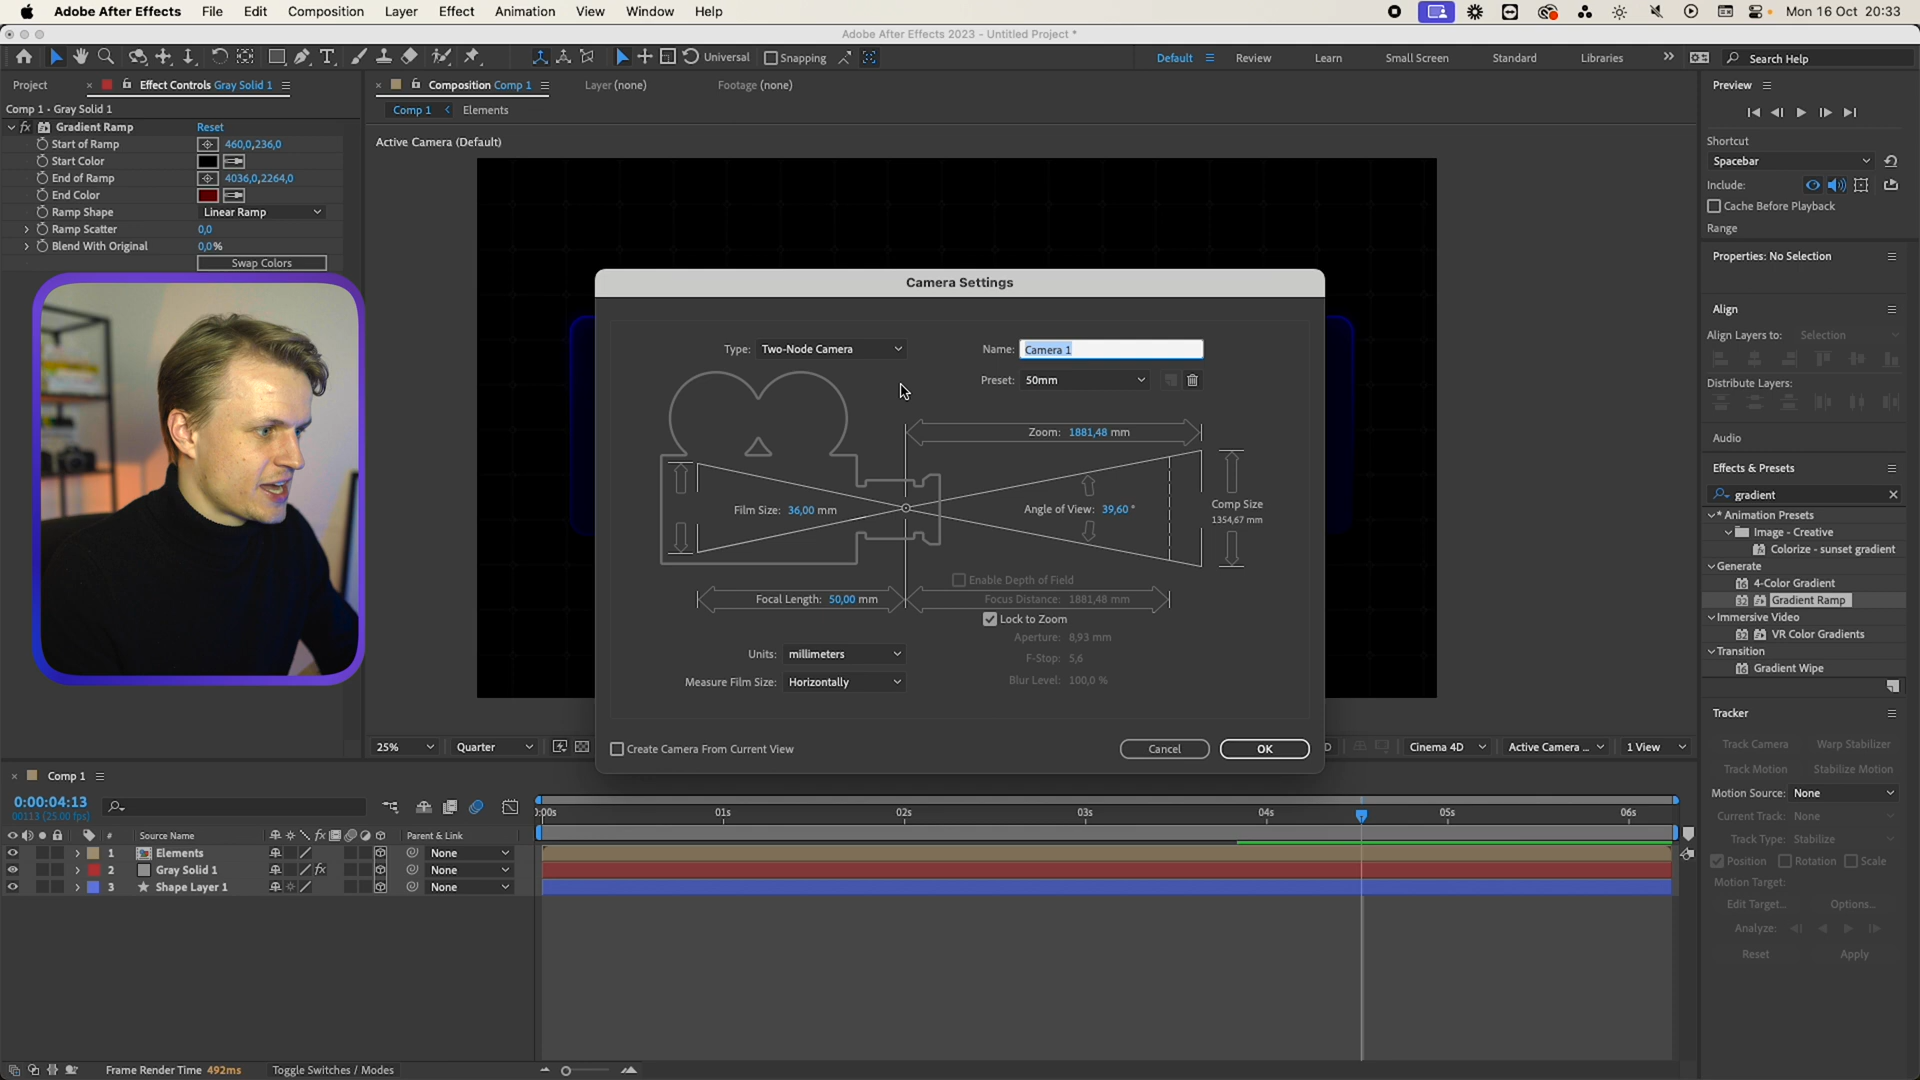 Adobe After Effects File Edit Composition Layer Effect Animation View Window Help Mon 16 Oct 20:33
Adobe After Effects 2023 - Untitled Project *
Universal Snapping Default Review Learn Small Screen Standard Libraries Search Help
Project Effect Controls Gray Solid 1
Composition Comp 1 Layer (none) Footage (none)
Comp 1 • Gray Solid 1
Comp 1 Elements
Active Camera (Default)
fx Gradient Ramp Reset
Start of Ramp 460,0,236,0
Start Color
End of Ramp 4036,0,2264,0
End Color
Ramp Shape Linear Ramp
Ramp Scatter 0,0
Blend With Original 0,0%
Swap Colors
Camera Settings
Type: Two-Node Camera Name: Camera 1
Preset: 50mm
Zoom: 1881,48 mm
Film Size: 36,00 mm Angle of View: 39,60 ° Comp Size
1354,67 mm
Enable Depth of Field
Focal Length: 50,00 mm Focus Distance: 1881,48 mm
Lock to Zoom
Aperture: 8,93 mm
F-Stop: 5,6
Blur Level: 100,0 %
Units: millimeters
Measure Film Size: Horizontally
Create Camera From Current View Cancel OK
25% Quarter Cinema 4D Active Camera ... 1 View
Preview
Shortcut
Spacebar
Include:
Cache Before Playback
Range
Properties: No Selection
Align
Align Layers to: Selection
Distribute Layers:
Audio
Effects & Presets
gradient
* Animation Presets
Image - Creative
Colorize - sunset gradient
Generate
4-Color Gradient
32 Gradient Ramp
Immersive Video
32 VR Color Gradients
Transition
Gradient Wipe
Tracker
Track Camera Warp Stabilizer
Track Motion Stabilize Motion
Motion Source: None
Current Track: None
Track Type: Stabilize
Position Rotation Scale
Motion Target:
Edit Target... Options...
Analyze:
Reset Apply
Comp 1
0:00:04:13
00113 (25.00 fps)
:00s 01s 02s 03s 04s 05s 06s
# Source Name fx Parent & Link
1 Elements None
2 Gray Solid 1 fx None
3 Shape Layer 1 None
Frame Render Time 492ms Toggle Switches / Modes